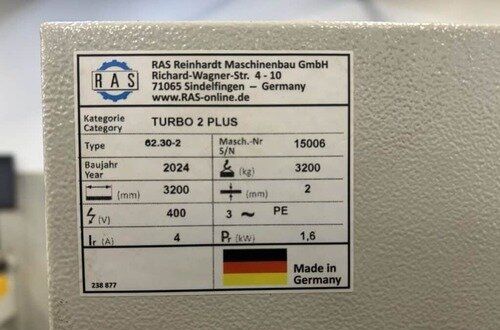 RAS
RAS Reinhardt Maschinenbau GmbH
Richard-Wagner-Str. 4 - 10
71065 Sindelfingen - Germany
www.RAS-online.de
Kategorie
Category
TURBO 2 PLUS
Type 62.30-2 Masch.-Nr
S/N 15006
Baujahr
Year 2024 (kg) 3200
(mm) 3200 (mm) 2
(V) 400 3 ~ PE
Ir (A) 4 Pr (kW) 1,6
Made in
Germany
238 877